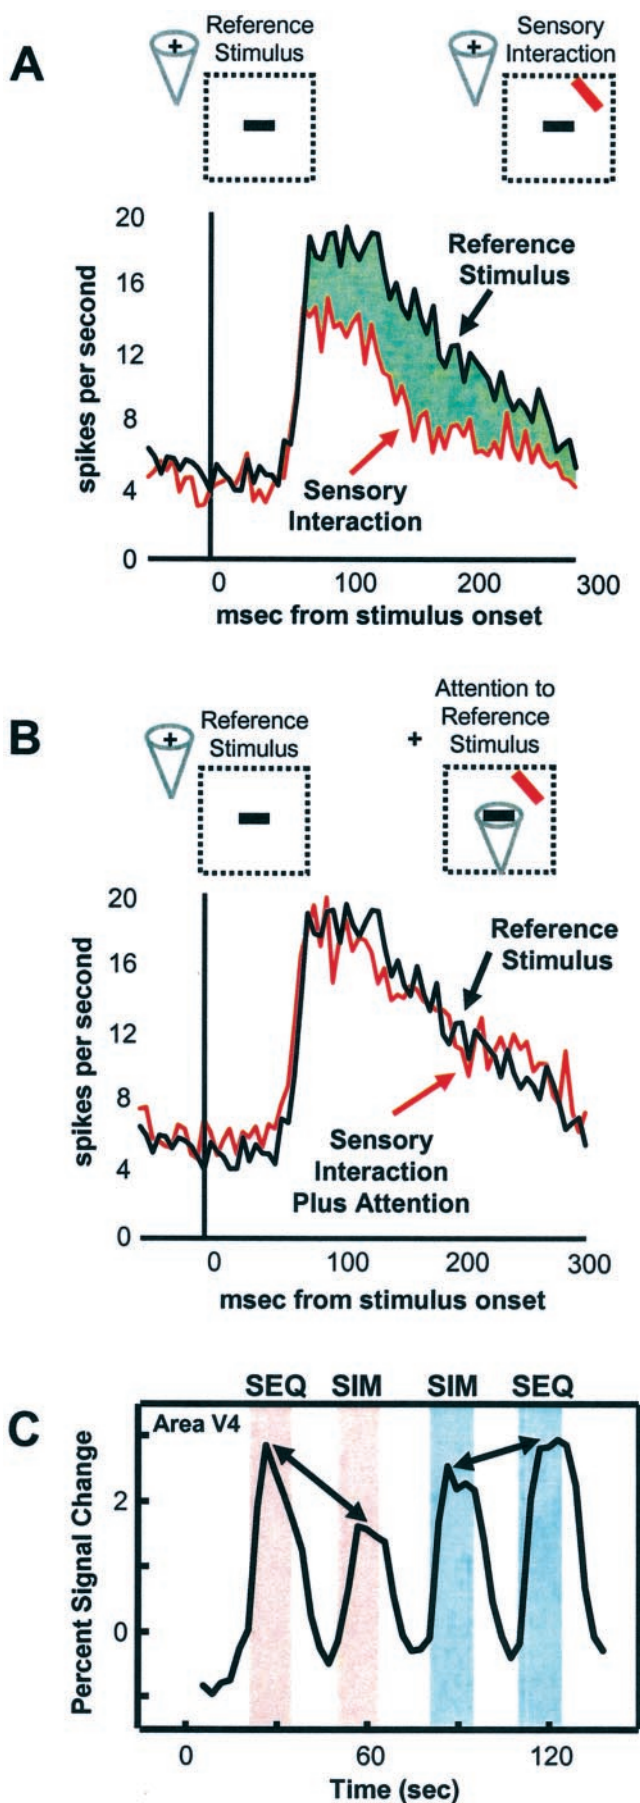 A
Reference
Stimulus
+
Sensory
Interaction
+
20
16
12
8
4
0
spikes per second
Reference
Stimulus
Sensory
Interaction
0 100 200 300
msec from stimulus onset
B
Reference
Stimulus
+
Attention to
Reference
Stimulus
+
20
16
12
8
4
0
spikes per second
Reference
Stimulus
Sensory
Interaction
Plus Attention
0 100 200 300
msec from stimulus onset
C
SEQ SIM SIM SEQ
Area V4
Percent Signal Change
2
0
0 60 120
Time (sec)